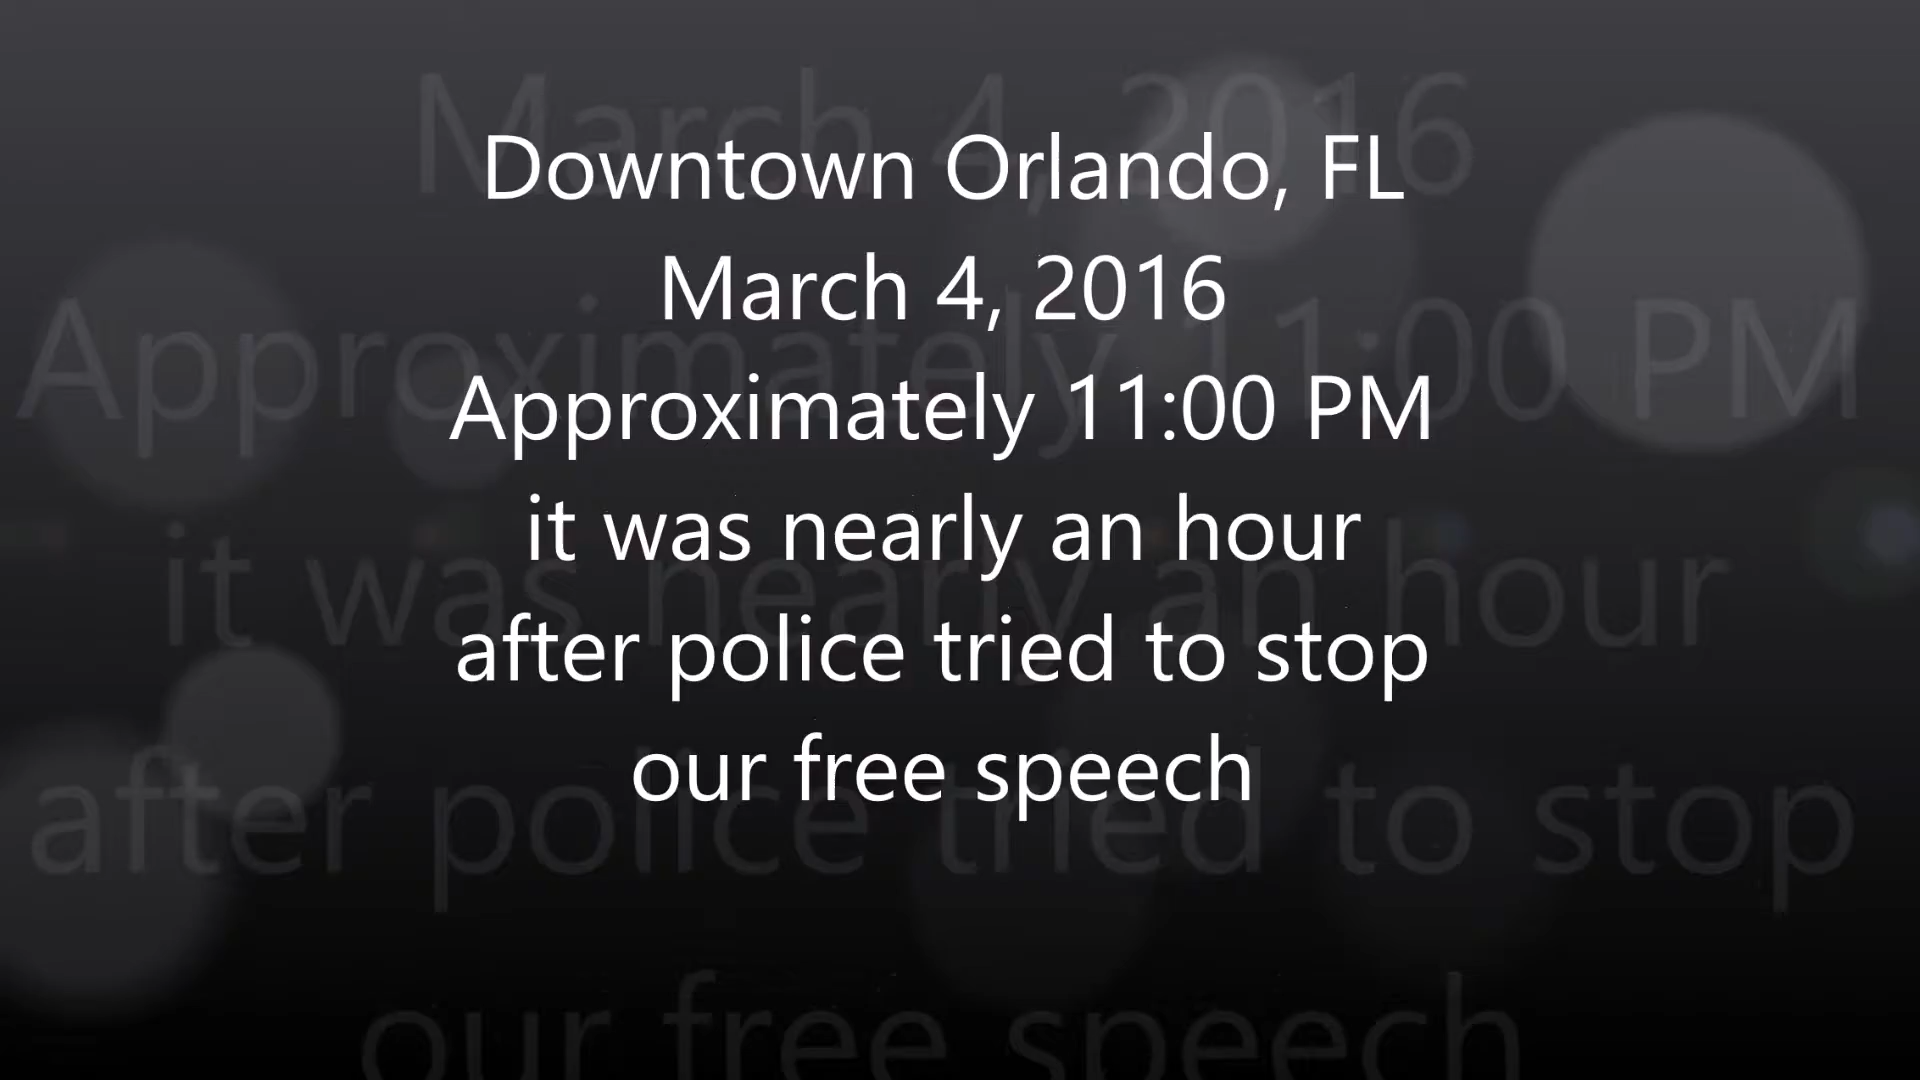 Downtown Orlando, FL
March 4, 2016
Approximately 11:00 PM
it was nearly an hour
after police tried to stop
our free speech